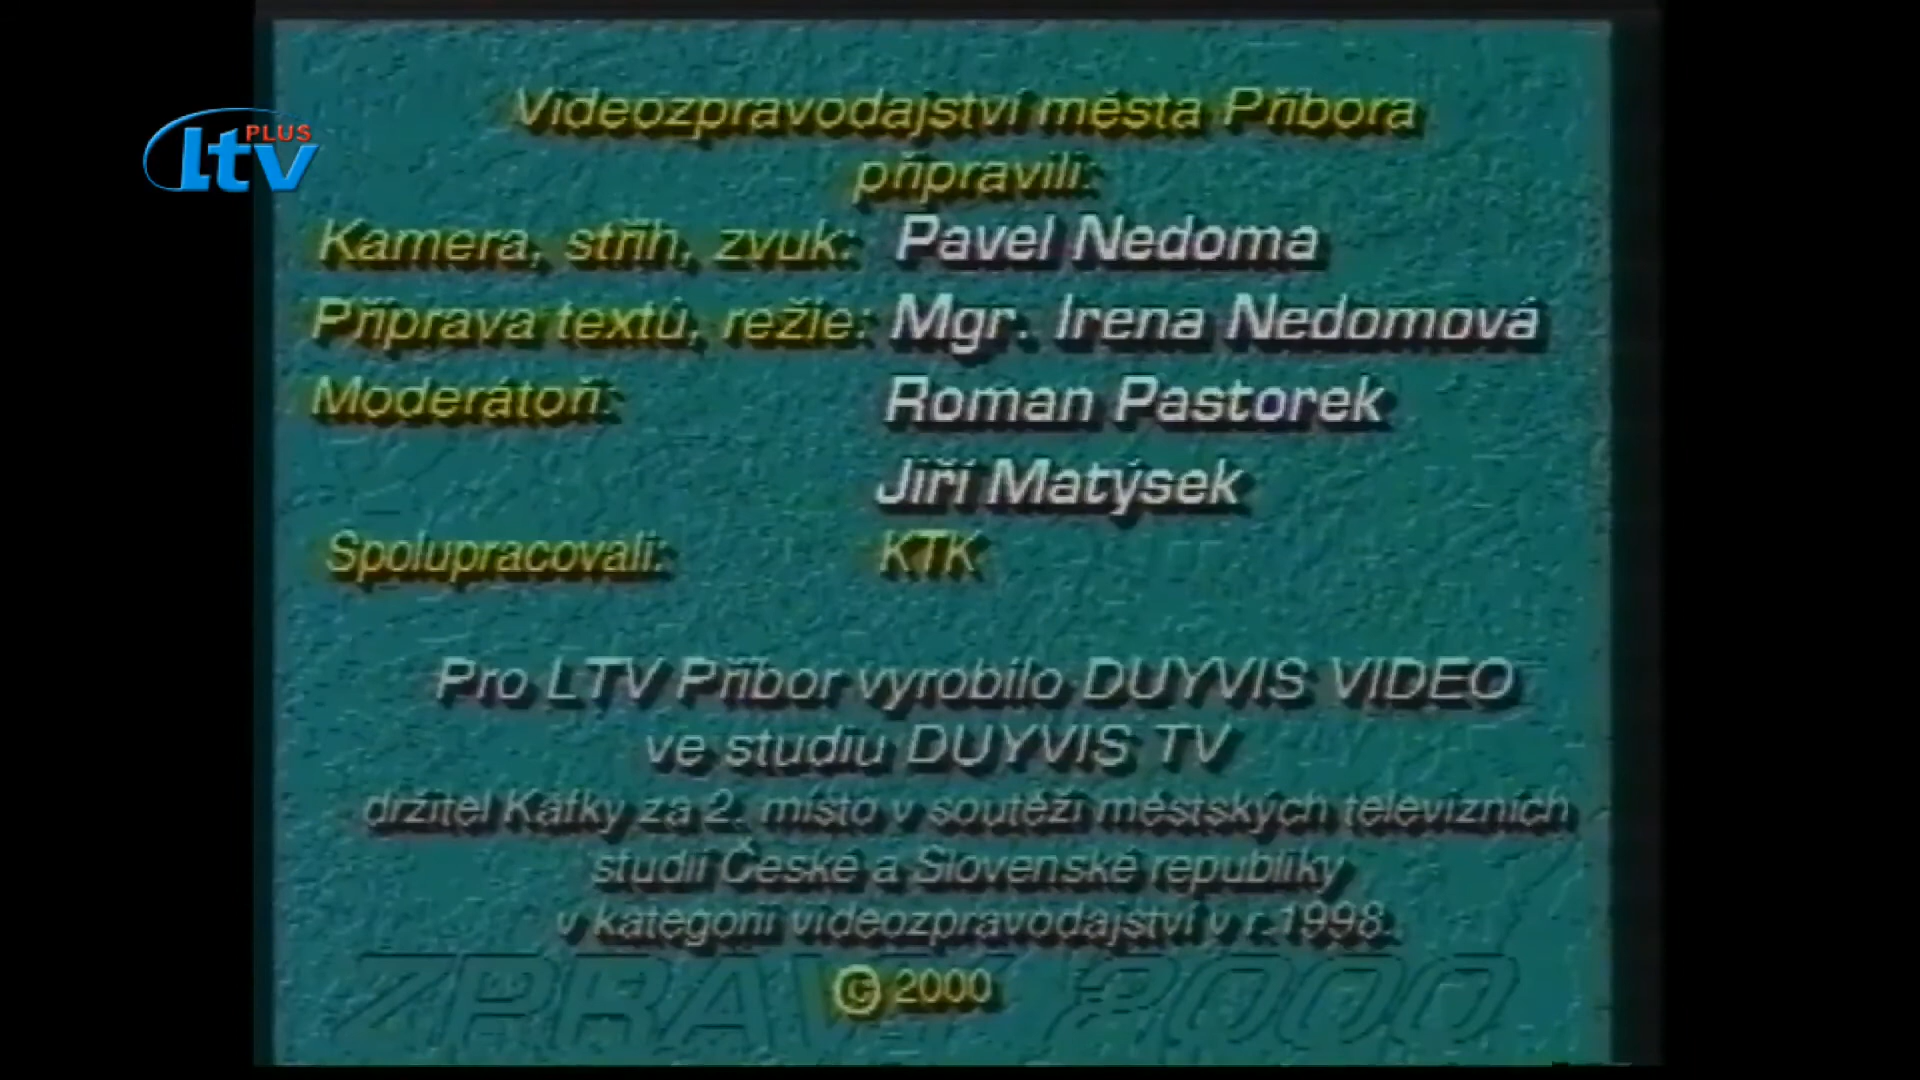 ltv PLUS
Videozpravodajství města Příbora
připravili:
Kamera, střih, zvuk: Pavel Nedoma
Příprava textů, režie: Mgr. Irena Nedomová
Moderátoři: Roman Pastorek
Jiří Matýsek
Spolupracovali: KTK
Pro LTV Příbor vyrobilo DUYVIS VIDEO
ve studiu DUYVIS TV
držitel Kafky za 2. místo v soutěži městských televizních
studií České a Slovenské republiky
v kategorii videozpravodajství v r. 1998.
© 2000
ZPRAVY 2000